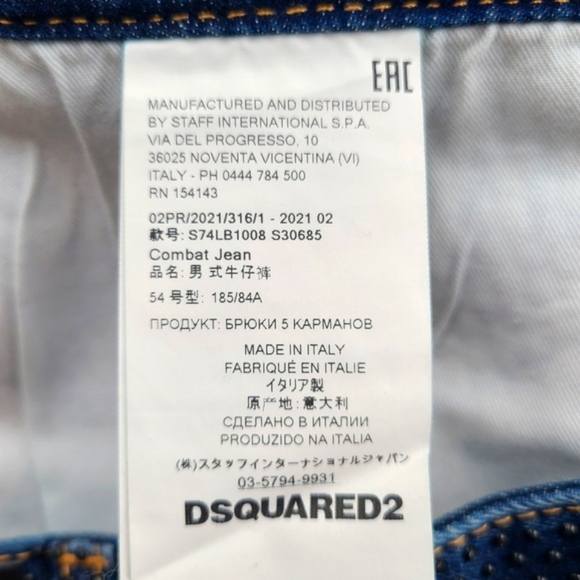 EAC
MANUFACTURED AND DISTRIBUTED
BY STAFF INTERNATIONAL S.P.A.
VIA DEL PROGRESSO, 10
36025 NOVENTA VICENTINA (VI)
ITALY - PH 0444 784 500
RN 154143
02PR/2021/316/1 - 2021 02
款号: S74LB1008 S30685
Combat Jean
品名: 男 式牛仔裤
54 号型: 185/84A
ПРОДУКТ: БРЮКИ 5 КАРМАНОВ
MADE IN ITALY
FABRIQUÉ EN ITALIE
イタリア製
原产地: 意大利
СДЕЛАНО В ИТАЛИИ
PRODUZIDO NA ITALIA
(株)スタッフインターナショナルジャパン
03-5794-9931
DSQUARED2